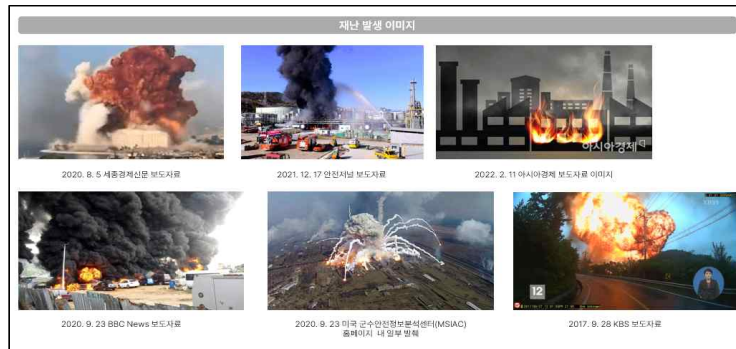 재난 발생 이미지
아시아경제
KBS
12
2020. 8. 5 세종경제신문 보도자료
2021. 12. 17 안전저널 보도자료
2022. 2. 11 아시아경제 보도자료 이미지
2020. 9. 23 BBC News 보도자료
2020. 9. 23 미국 군수안전정보분석센터(MSIAC)
홈페이지 내 일부 발췌
2017. 9. 28 KBS 보도자료